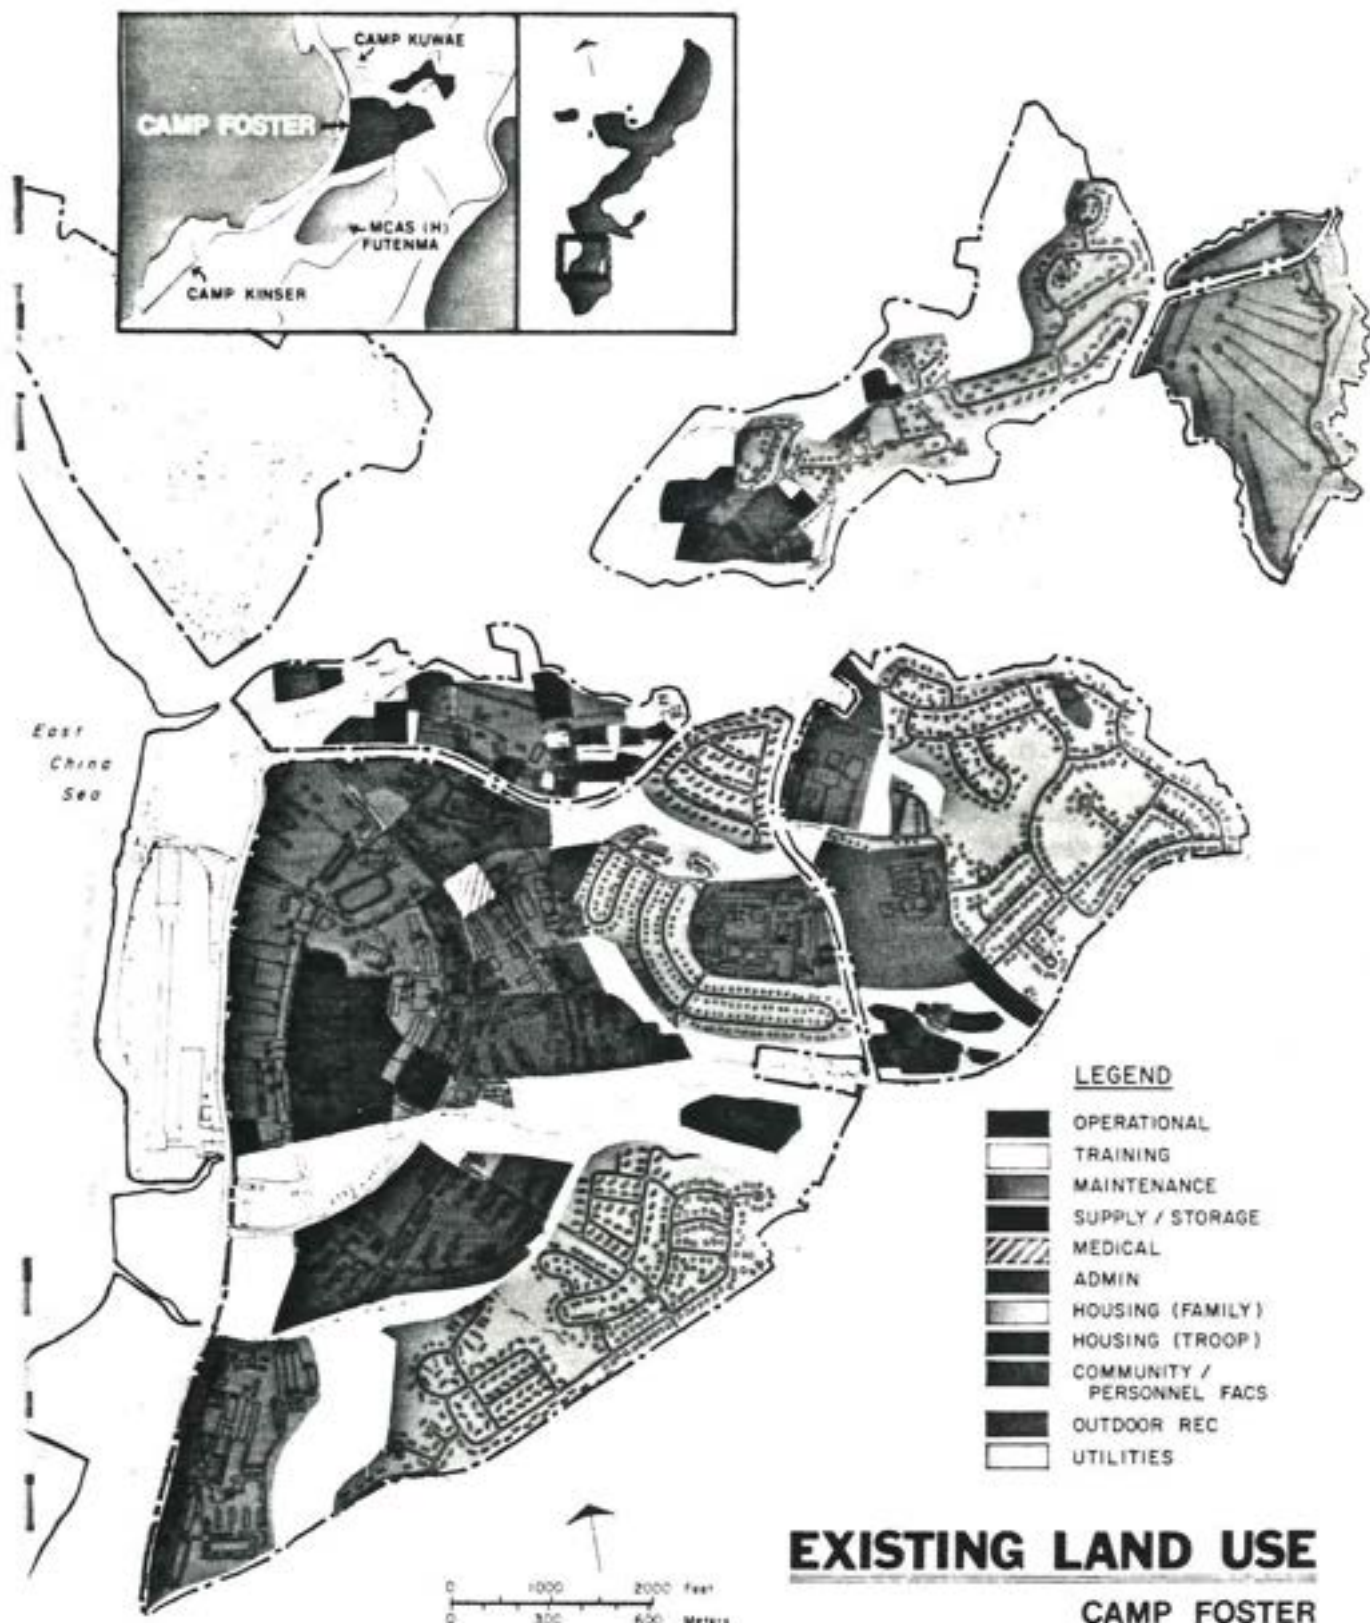 CAMP KUWAE
CAMP FOSTER
MCAS (H)
FUTENMA
CAMP KINSER
East
China
Sea
LEGEND
OPERATIONAL
TRAINING
MAINTENANCE
SUPPLY / STORAGE
MEDICAL
ADMIN
HOUSING (FAMILY)
HOUSING (TROOP)
COMMUNITY /
PERSONNEL FACS
OUTDOOR REC
UTILITIES
0 1000 2000 Feet
0 300 600 Meters
EXISTING LAND USE
CAMP FOSTER